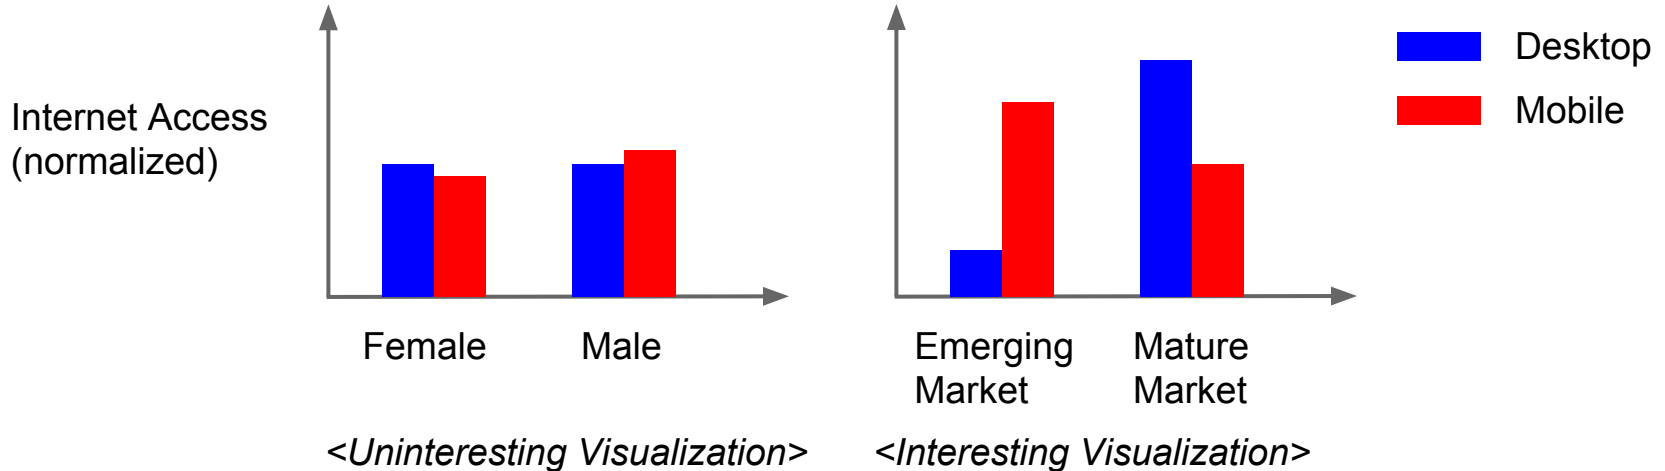 Internet Access
(normalized)
Female
Male
<Uninteresting Visualization>
Emerging
Market
Mature
Market
<Interesting Visualization>
Desktop
Mobile